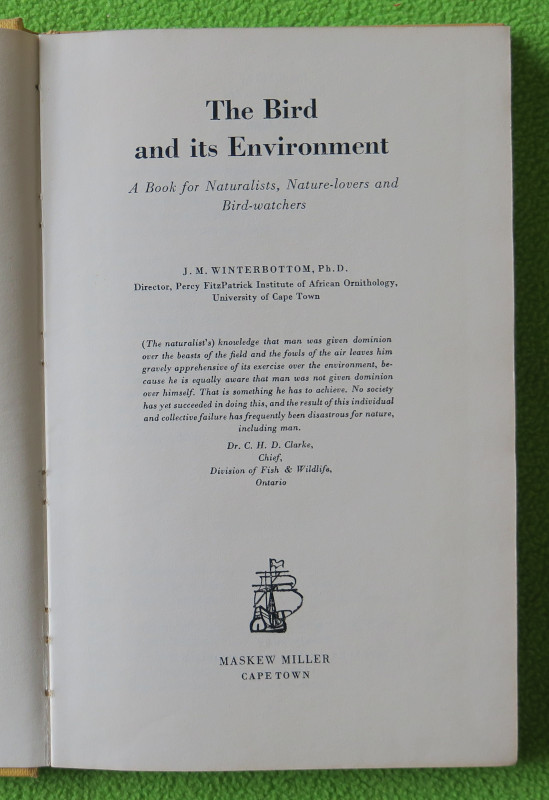 The Bird
and its Environment
A Book for Naturalists, Nature-lovers and
Bird-watchers
J. M. WINTERBOTTOM, Ph.D.
Director, Percy FitzPatrick Institute of African Ornithology,
University of Cape Town
(The naturalist's) knowledge that man was given dominion
over the beasts of the field and the fowls of the air leaves him
gravely apprehensive of its exercise over the environment, be-
cause he is equally aware that man was not given dominion
over himself. That is something he has to achieve. No society
has yet succeeded in doing this, and the result of this individual
and collective failure has frequently been disastrous for nature,
including man.
Dr. C. H. D. Clarke,
Chief,
Division of Fish & Wildlife,
Ontario
MASKEW MILLER
CAPE TOWN